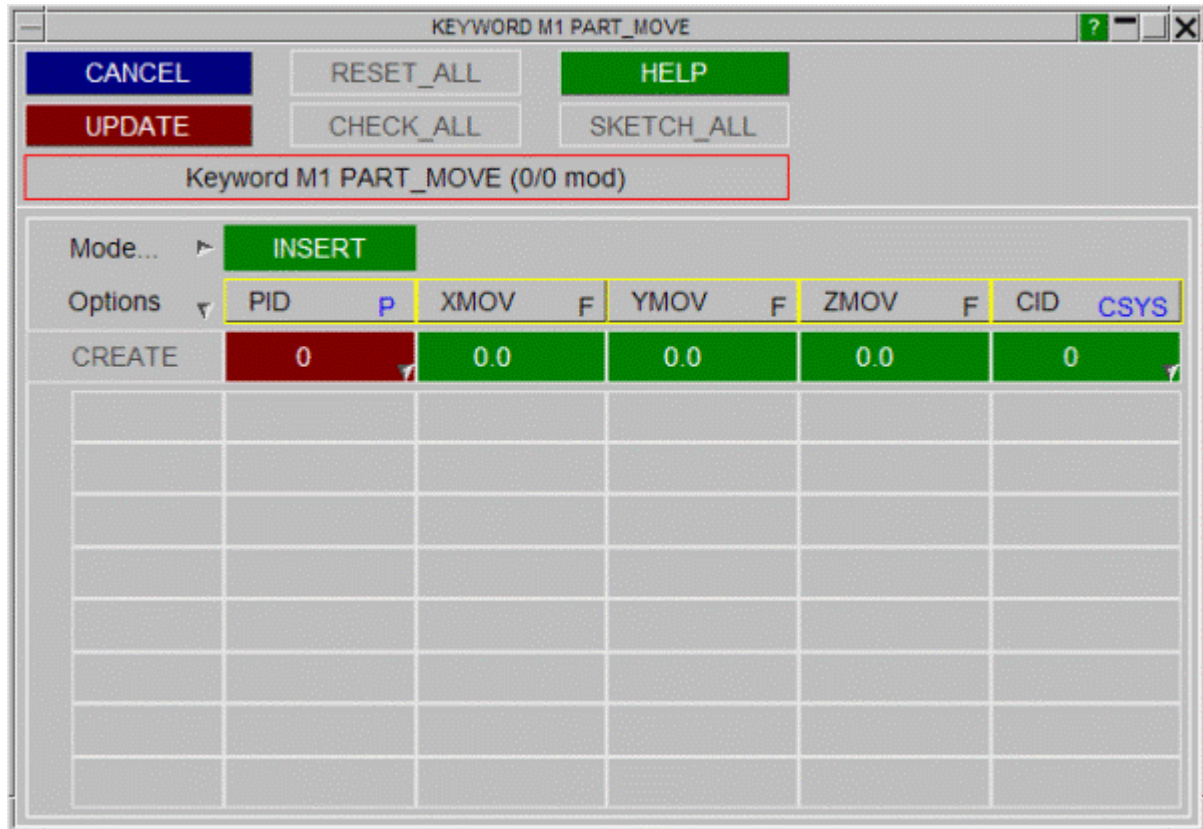 KEYWORD M1 PART_MOVE ?
CANCEL RESET_ALL HELP
UPDATE CHECK_ALL SKETCH_ALL
Keyword M1 PART_MOVE (0/0 mod)
Mode... INSERT
Options PID P XMOV F YMOV F ZMOV F CID CSYS
CREATE 0 0.0 0.0 0.0 0